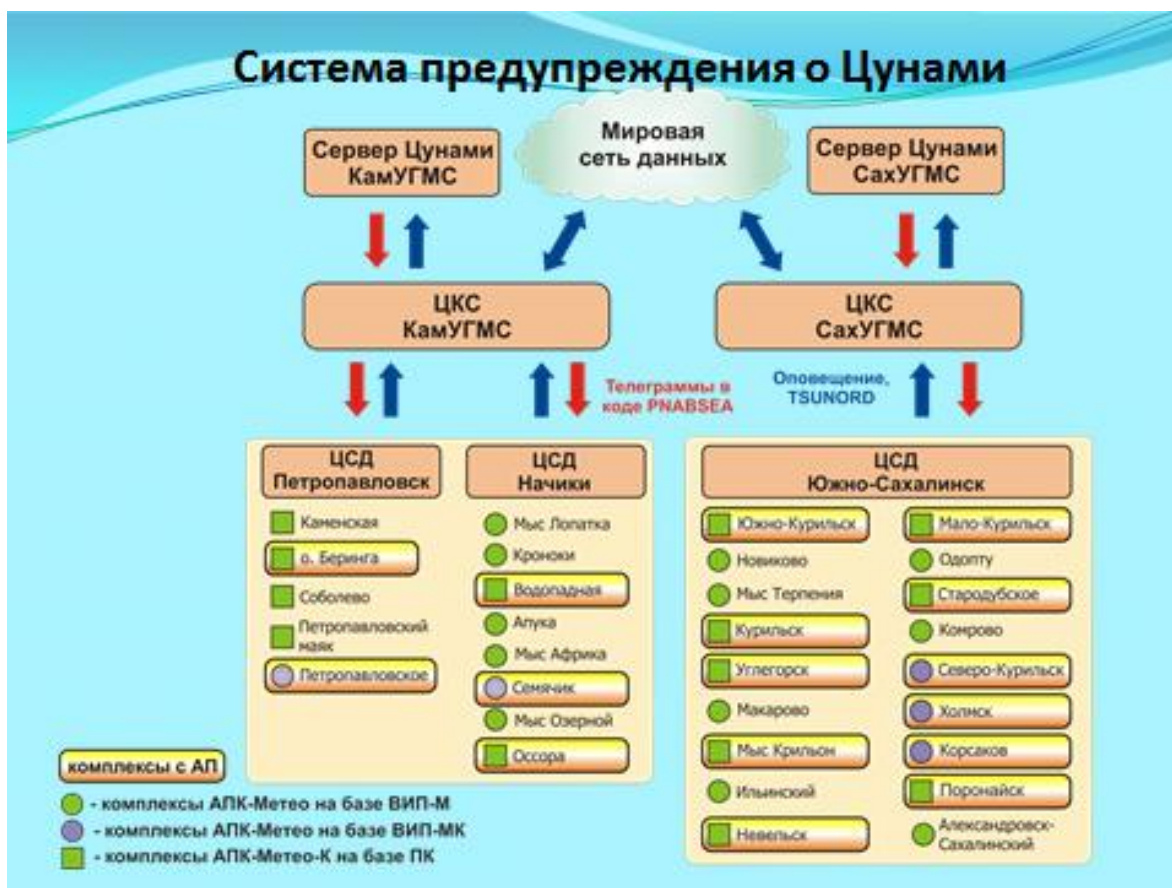 Система предупреждения о Цунами
Сервер Цунами
КамУГМС
Мировая
сеть данных
Сервер Цунами
СахУГМС
ЦКС
КамУГМС
ЦКС
СахУГМС
Телеграммы в
коде PNABSEA
Оповещение,
TSUNORD
ЦСД
Петропавловск
Каменская
о. Беринга
Соболево
Петропавловский
маяк
Петропавловское
ЦСД
Начики
Мыс Лопатка
Кроноки
Водопадная
Апука
Мыс Африка
Семячик
Мыс Озерной
Оссора
ЦСД
Южно-Сахалинск
Южно-Курильск
Новиково
Мыс Терпения
Курильск
Углегорск
Макарово
Мыс Крильон
Ильинский
Невельск
Мало-Курильск
Одопту
Стародубское
Комрово
Северо-Курильск
Холмск
Корсаков
Поронайск
Александровск-
Сахалинский
комплексы с АП
- комплексы АПК-Метео на базе ВИП-М
- комплексы АПК-Метео на базе ВИП-МК
- комплексы АПК-Метео-К на базе ПК